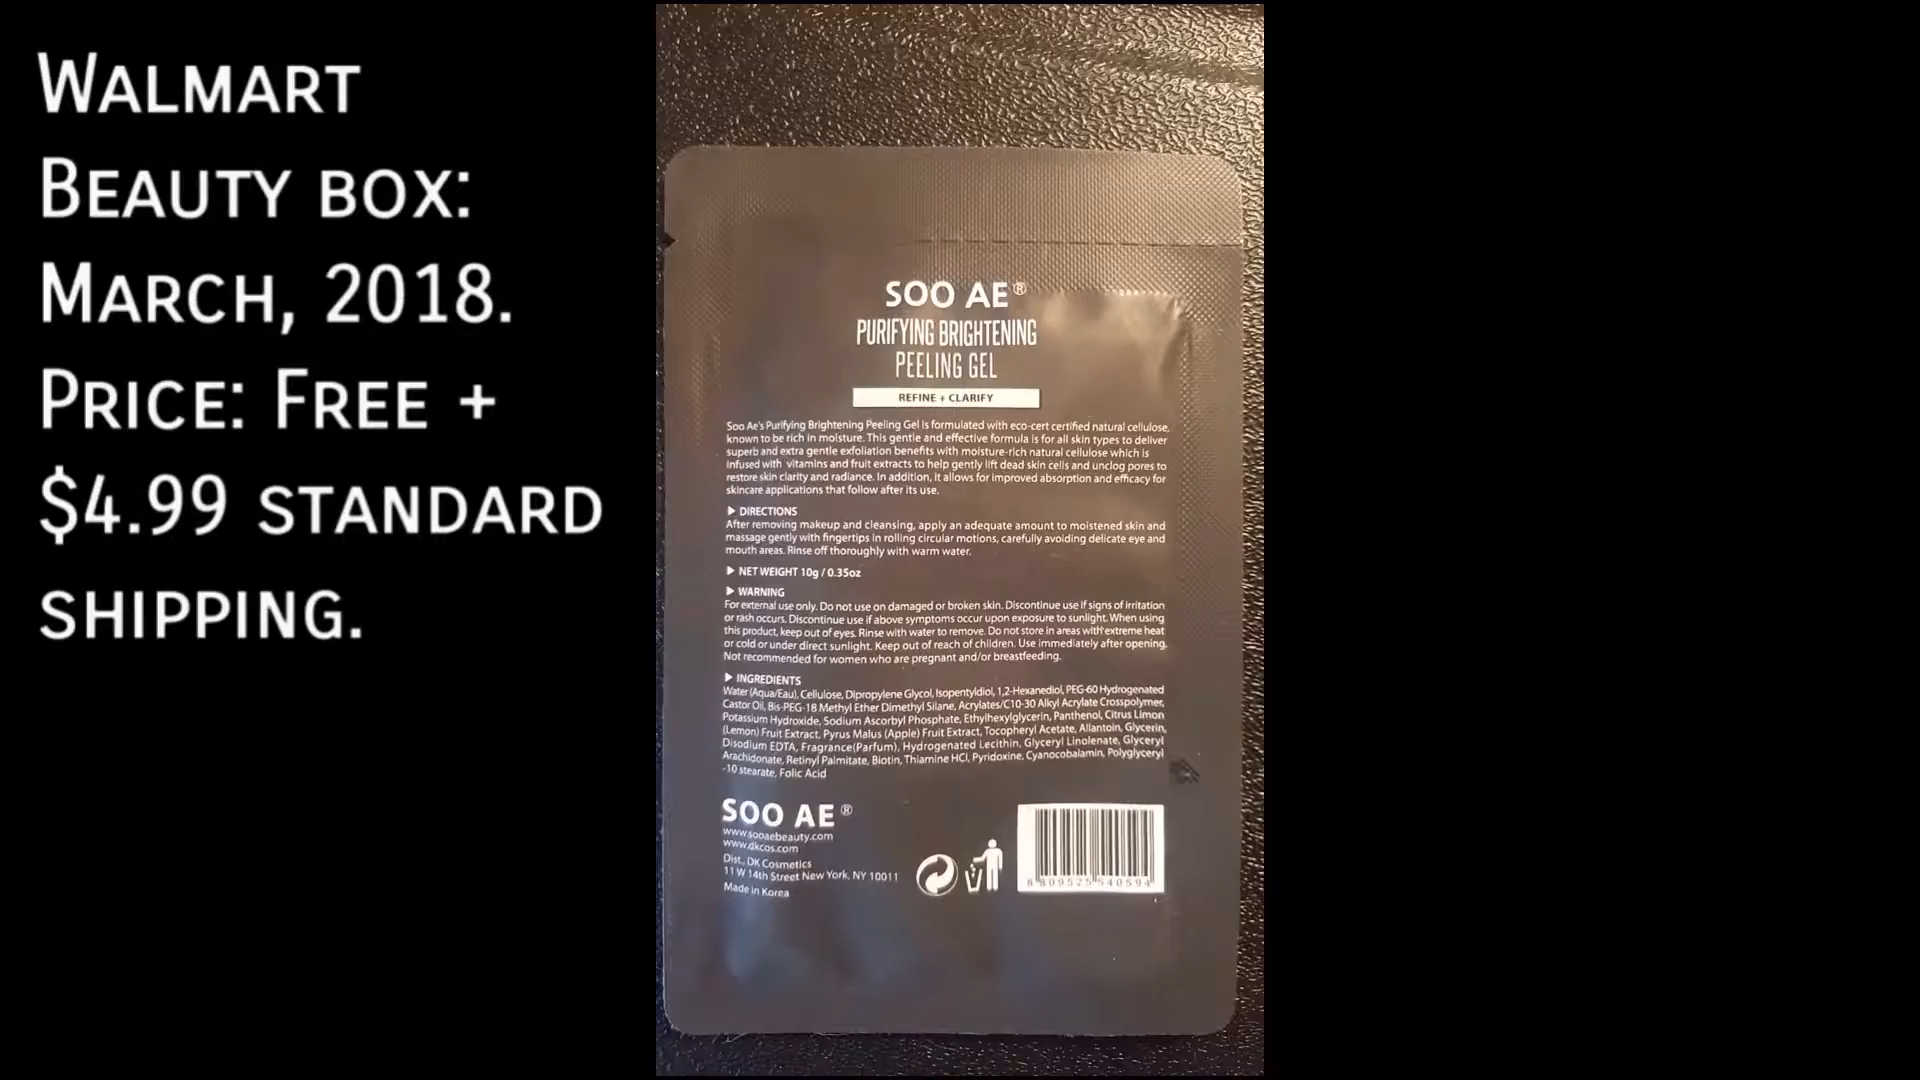 Walmart
Beauty box:
March, 2018.
Price: Free +
$4.99 standard
shipping.
SOO AE®
PURIFYING BRIGHTENING
PEELING GEL
REFINE + CLARIFY
Soo Ae's Purifying Brightening Peeling Gel is formulated with eco-cert certified natural cellulose,
known to be rich in moisture. This gentle and effective formula is for all skin types to deliver
superb and extra gentle exfoliation benefits with moisture-rich natural cellulose which is
infused with vitamins and fruit extracts to help gently lift dead skin cells and unclog pores to
restore skin clarity and radiance. In addition, it allows for improved absorption and efficacy for
skincare applications that follow after its use.
▶ DIRECTIONS
After removing makeup and cleansing, apply an adequate amount to moistened skin and
massage gently with fingertips in rolling circular motions, carefully avoiding delicate eye and
mouth areas. Rinse off thoroughly with warm water.
▶ NET WEIGHT 10g / 0.35oz
▶ WARNING
For external use only. Do not use on damaged or broken skin. Discontinue use if signs of irritation
or rash occurs. Discontinue use if above symptoms occur upon exposure to sunlight. When using
this product, keep out of eyes. Rinse with water to remove. Do not store in areas with extreme heat
or cold or under direct sunlight. Keep out of reach of children. Use immediately after opening.
Not recommended for women who are pregnant and/or breastfeeding.
▶ INGREDIENTS
Water (Aqua/Eau), Cellulose, Dipropylene Glycol, Isopentyldiol, 1,2-Hexanediol, PEG-60 Hydrogenated
Castor Oil, Bis-PEG-18 Methyl Ether Dimethyl Silane, Acrylates/C10-30 Alkyl Acrylate Crosspolymer,
Potassium Hydroxide, Sodium Ascorbyl Phosphate, Ethylhexylglycerin, Panthenol, Citrus Limon
(Lemon) Fruit Extract, Pyrus Malus (Apple) Fruit Extract, Tocopheryl Acetate, Allantoin, Glycerin,
Disodium EDTA, Fragrance(Parfum), Hydrogenated Lecithin, Glyceryl Linolenate, Glyceryl
Arachidonate, Retinyl Palmitate, Biotin, Thiamine HCl, Pyridoxine, Cyanocobalamin, Polyglyceryl
-10 stearate, Folic Acid
SOO AE®
www.sooaebeauty.com
www.dkcos.com
Dist., DK Cosmetics
11 W 14th Street New York, NY 10011
Made in Korea
8 809525 540594